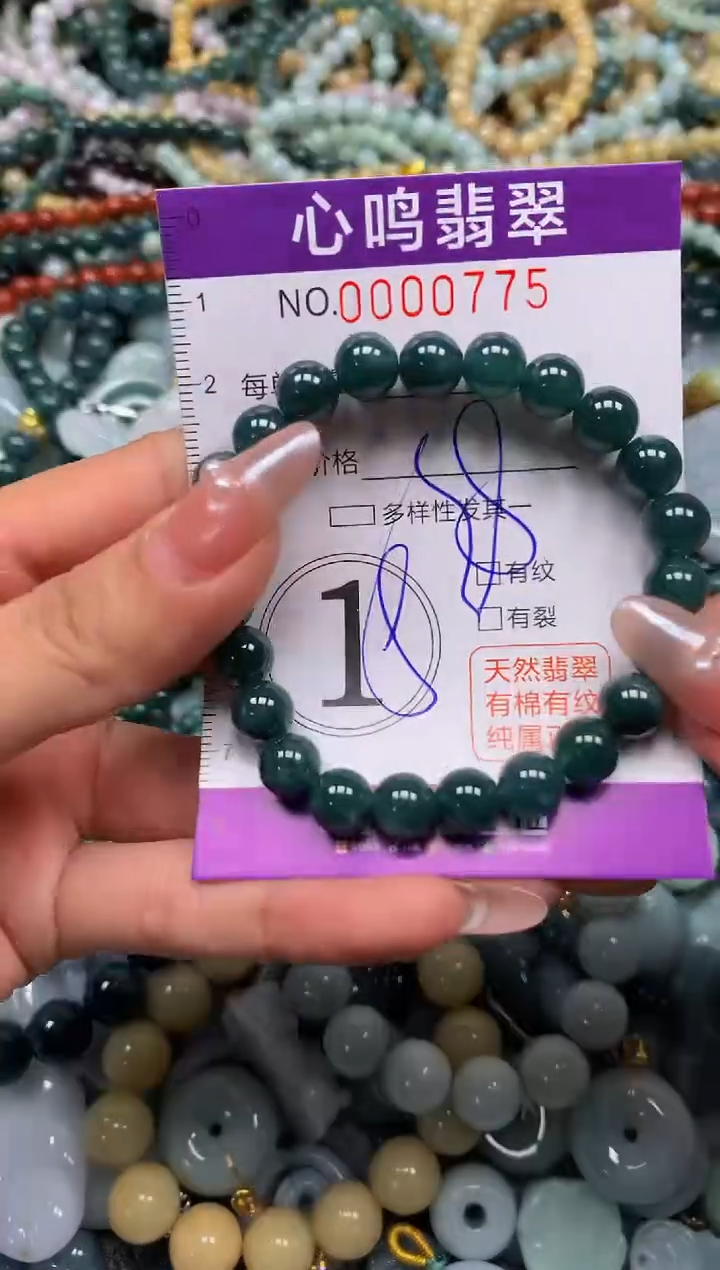 心鸣翡翠
NO.0000775
0
1
2
每
价格
多样性发其一
有纹
1
有裂
天然翡翠
有棉有纹
纯属
7